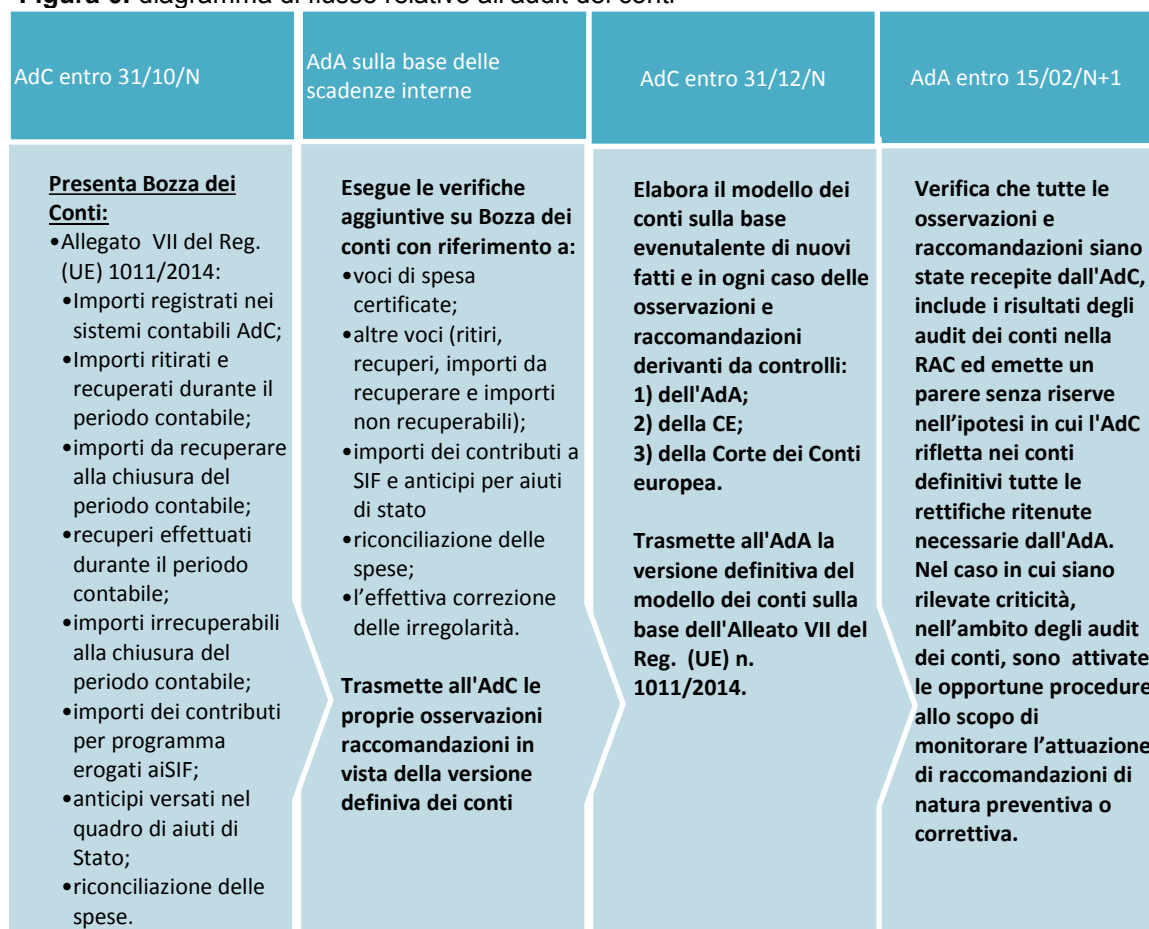 Figura 6: diagramma di flusso relativo all'audit dei conti
AdC entro 31/10/N
Presenta Bozza dei
Conti:
•Allegato VII del Reg.
(UE) 1011/2014:
•Importi registrati nei
sistemi contabili AdC;
•Importi ritirati e
recuperati durante il
periodo contabile;
•importi da recuperare
alla chiusura del
periodo contabile;
•recuperi effettuati
durante il periodo
contabile;
•importi irrecuperabili
alla chiusura del
periodo contabile;
•importi dei contributi
per programma
erogati aiSIF;
•anticipi versati nel
quadro di aiuti di
Stato;
•riconciliazione delle
spese.
AdA sulla base delle
scadenze interne
Esegue le verifiche
aggiuntive su Bozza dei
conti con riferimento a:
•voci di spesa
certificate;
•altre voci (ritiri,
recuperi, importi da
recuperare e importi
non recuperabili);
•importi dei contributi a
SIF e anticipi per aiuti
di stato
•riconciliazione delle
spese;
•l'effettiva correzione
delle irregolarità.
Trasmette all'AdC le
proprie osservazioni
raccomandazioni in
vista della versione
definiva dei conti
AdC entro 31/12/N
Elabora il modello dei
conti sulla base
evenutalente di nuovi
fatti e in ogni caso delle
osservazioni e
raccomandazioni
derivanti da controlli:
1) dell'AdA;
2) della CE;
3) della Corte dei Conti
europea.
Trasmette all'AdA la
versione definitiva del
modello dei conti sulla
base dell'Alleato VII del
Reg. (UE) n.
1011/2014.
AdA entro 15/02/N+1
Verifica che tutte le
osservazioni e
raccomandazioni siano
state recepite dall'AdC,
include i risultati degli
audit dei conti nella
RAC ed emette un
parere senza riserve
nell'ipotesi in cui l'AdC
rifletta nei conti
definitivi tutte le
rettifiche ritenute
necessarie dall'AdA.
Nel caso in cui siano
rilevate criticità,
nell'ambito degli audit
dei conti, sono attivate
le opportune procedure
allo scopo di
monitorare l'attuazione
di raccomandazioni di
natura preventiva o
correttiva.